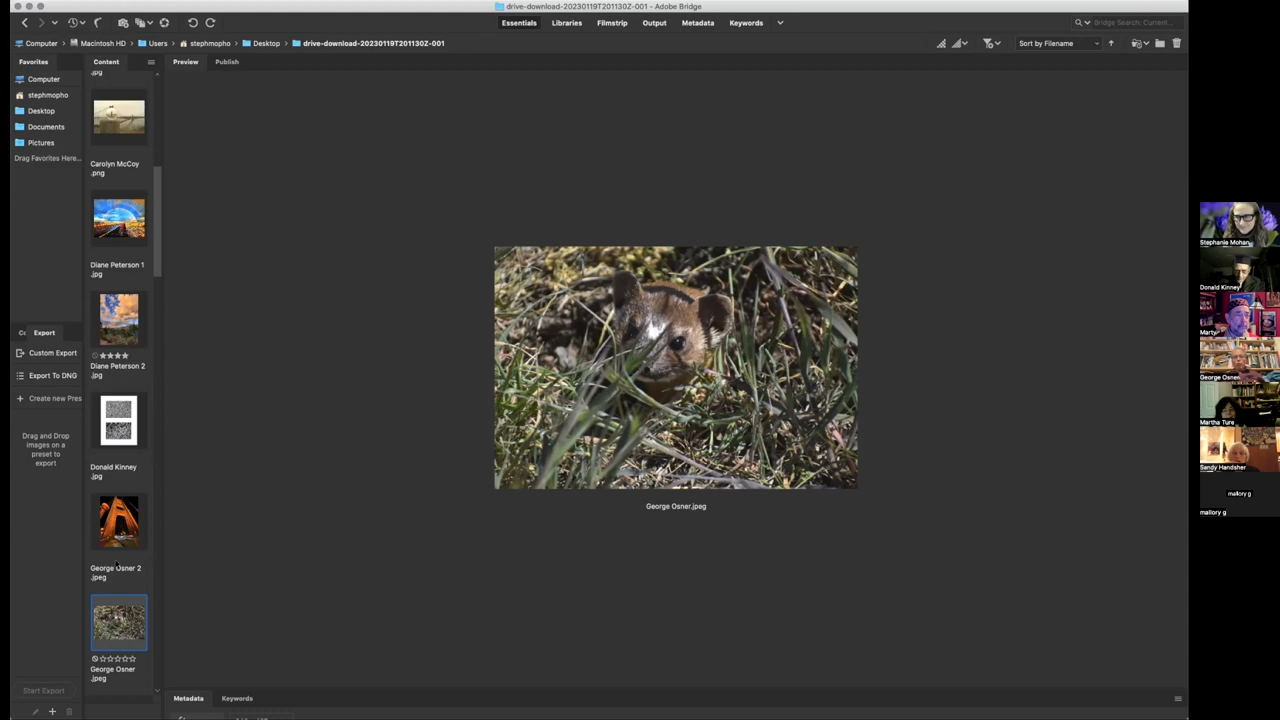 drive-download-20230119T201130Z-001 - Adobe Bridge
Essentials
Libraries
Filmstrip
Output
Metadata
Keywords
Bridge Search: Current...
Computer
Macintosh HD
Users
stephmopho
Desktop
drive-download-20230119T201130Z-001
Sort by Filename
Favorites
Computer
stephmopho
Desktop
Documents
Pictures
Drag Favorites Here...
Export
Custom Export
Export To DNG
Create new Pres
Drag and Drop
images on a
preset to
export
Start Export
Content
.jpg
Carolyn McCoy
.png
Diane Peterson 1
.jpg
Diane Peterson 2
.jpg
Donald Kinney
.jpg
George Osner 2
.jpeg
George Osner
.jpeg
Preview
Publish
George Osner.jpeg
Metadata
Keywords
Stephanie Mohan
Donald Kinney
Marty
George Osner
Martha Ture
Sandy Handsher
mallory g
mallory g